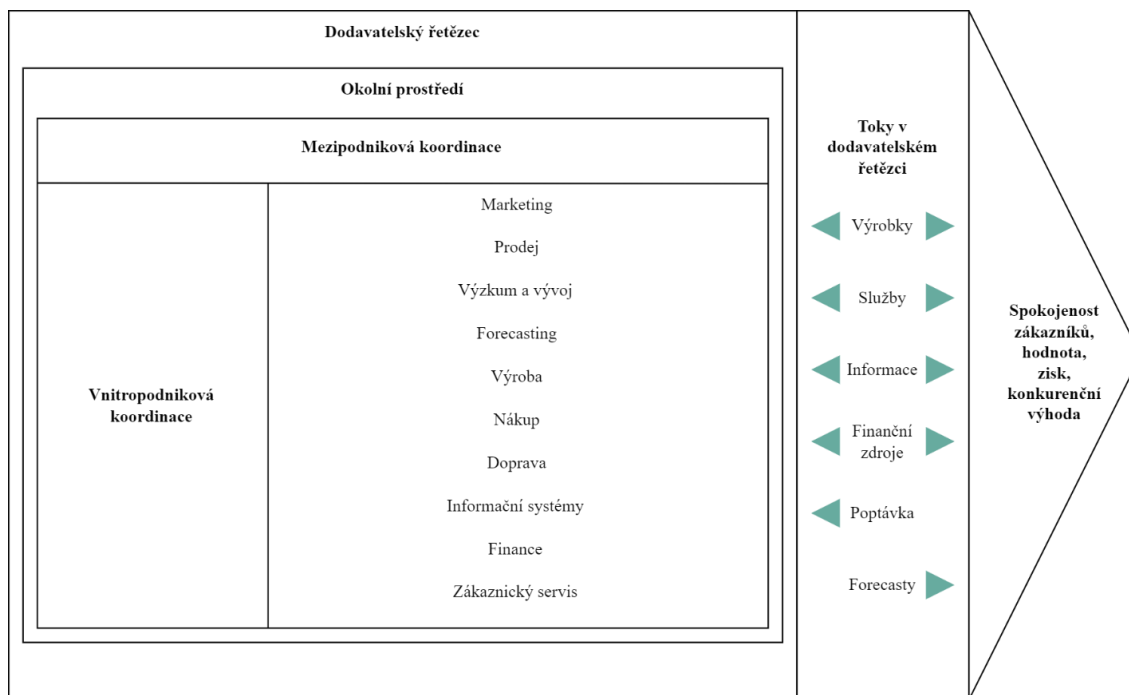 Dodavatelský řetězec
Okolní prostředí
Mezipodniková koordinace
Vnitropodniková
koordinace
Marketing
Prodej
Výzkum a vývoj
Forecasting
Výroba
Nákup
Doprava
Informační systémy
Finance
Zákaznický servis
Toky v
dodavatelském
řetězci
Výrobky
Služby
Informace
Finanční
zdroje
Poptávka
Forecasty
Spokojenost
zákazníků,
hodnota,
zisk,
konkurenční
výhoda